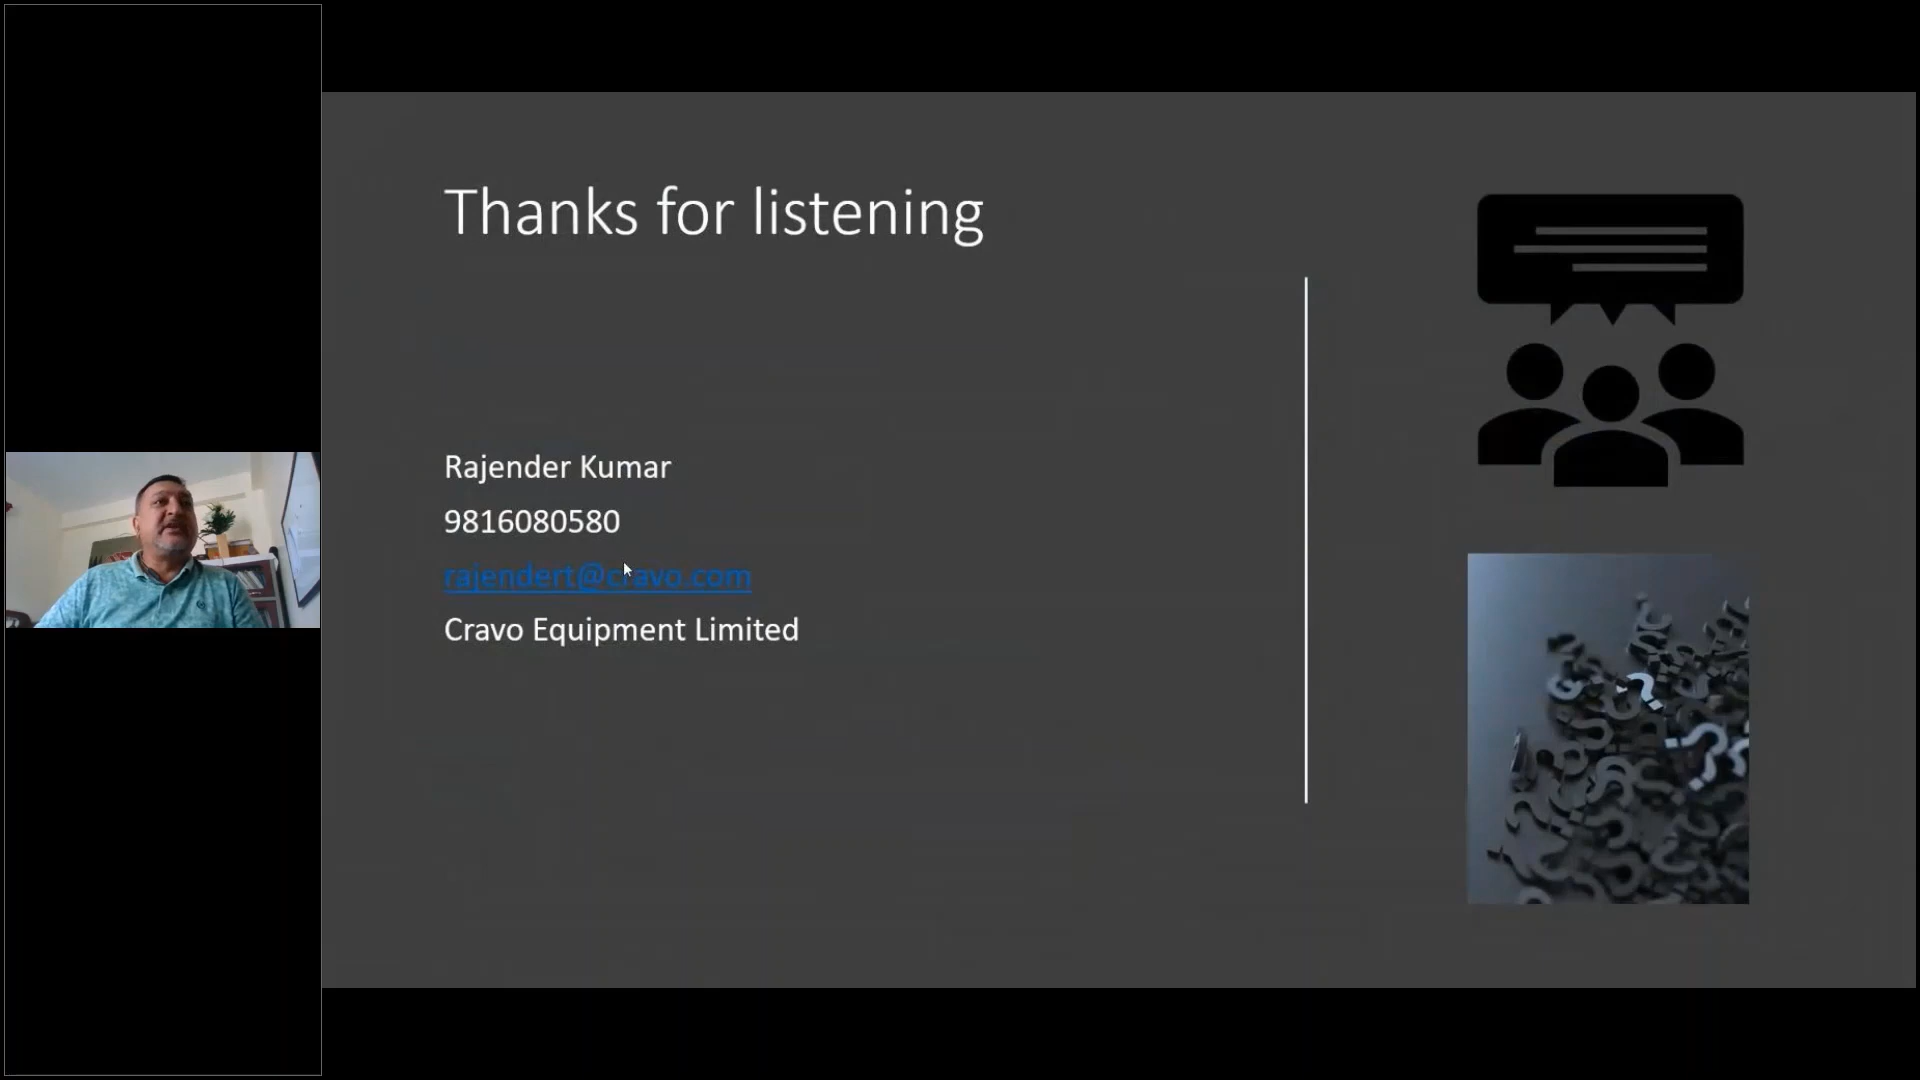 Thanks for listening
Rajender Kumar
9816080580
rajendert@cravo.com
Cravo Equipment Limited